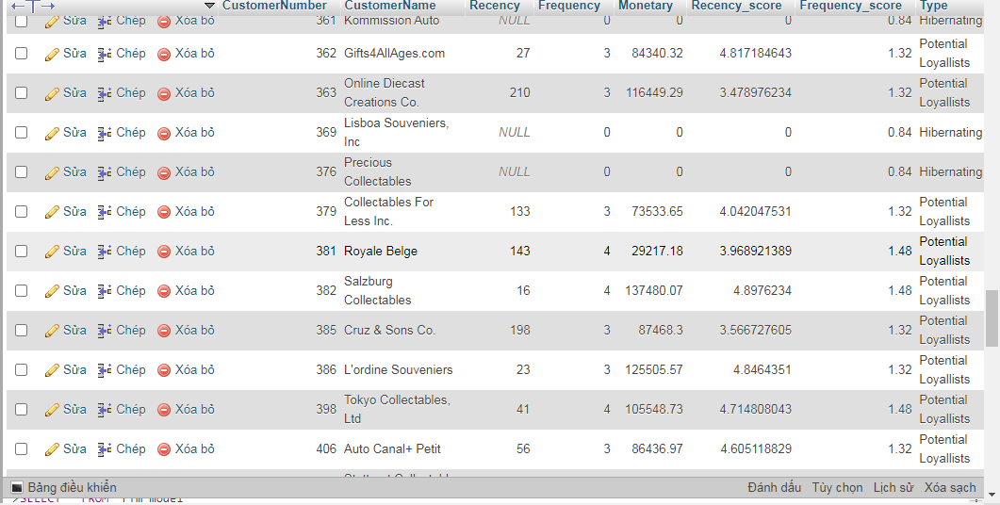 CustomerNumber CustomerName Recency Frequency Monetary Recency_score Frequency_score Type
Sửa Chép Xóa bỏ 361 Kommission Auto NULL 0 0 0 0.84 Hibernating
Sửa Chép Xóa bỏ 362 Gifts4AllAges.com 27 3 84340.32 4.817184643 1.32 Potential
Loyallists
Sửa Chép Xóa bỏ 363 Online Diecast 210 3 116449.29 3.478976234 1.32 Potential
Creations Co. Loyallists
Sửa Chép Xóa bỏ 369 Lisboa Souveniers, NULL 0 0 0 0.84 Hibernating
Inc
Sửa Chép Xóa bỏ 376 Precious NULL 0 0 0 0.84 Hibernating
Collectables
Sửa Chép Xóa bỏ 379 Collectables For 133 3 73533.65 4.042047531 1.32 Potential
Less Inc. Loyallists
Sửa Chép Xóa bỏ 381 Royale Belge 143 4 29217.18 3.968921389 1.48 Potential
Loyallists
Sửa Chép Xóa bỏ 382 Salzburg 16 4 137480.07 4.8976234 1.48 Potential
Collectables Loyallists
Sửa Chép Xóa bỏ 385 Cruz & Sons Co. 198 3 87468.3 3.566727605 1.32 Potential
Loyallists
Sửa Chép Xóa bỏ 386 L'ordine Souveniers 23 3 125505.57 4.8464351 1.32 Potential
Loyallists
Sửa Chép Xóa bỏ 398 Tokyo Collectables, 41 4 105548.73 4.714808043 1.48 Potential
Ltd Loyallists
Sửa Chép Xóa bỏ 406 Auto Canal+ Petit 56 3 86436.97 4.605118829 1.32 Potential
Loyallists
Bảng điều khiển Đánh dấu Tùy chọn Lịch sử Xóa sạch
>SELECT * FROM